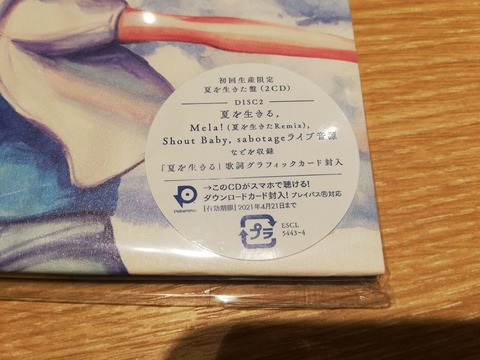 初回生産限定
夏を生きた盤(2CD)
DISC2
夏を生きる,
Mela!(夏を生きたRemix),
Shout Baby, sabotageライブ音源
などを収録
「夏を生きる」歌詞グラフィックカード封入
→このCDがスマホで聴ける!
ダウンロードカード封入! プレイパスⓇ対応
[有効期限] 2021年4月21日まで
プラ
ESCL
5443~4